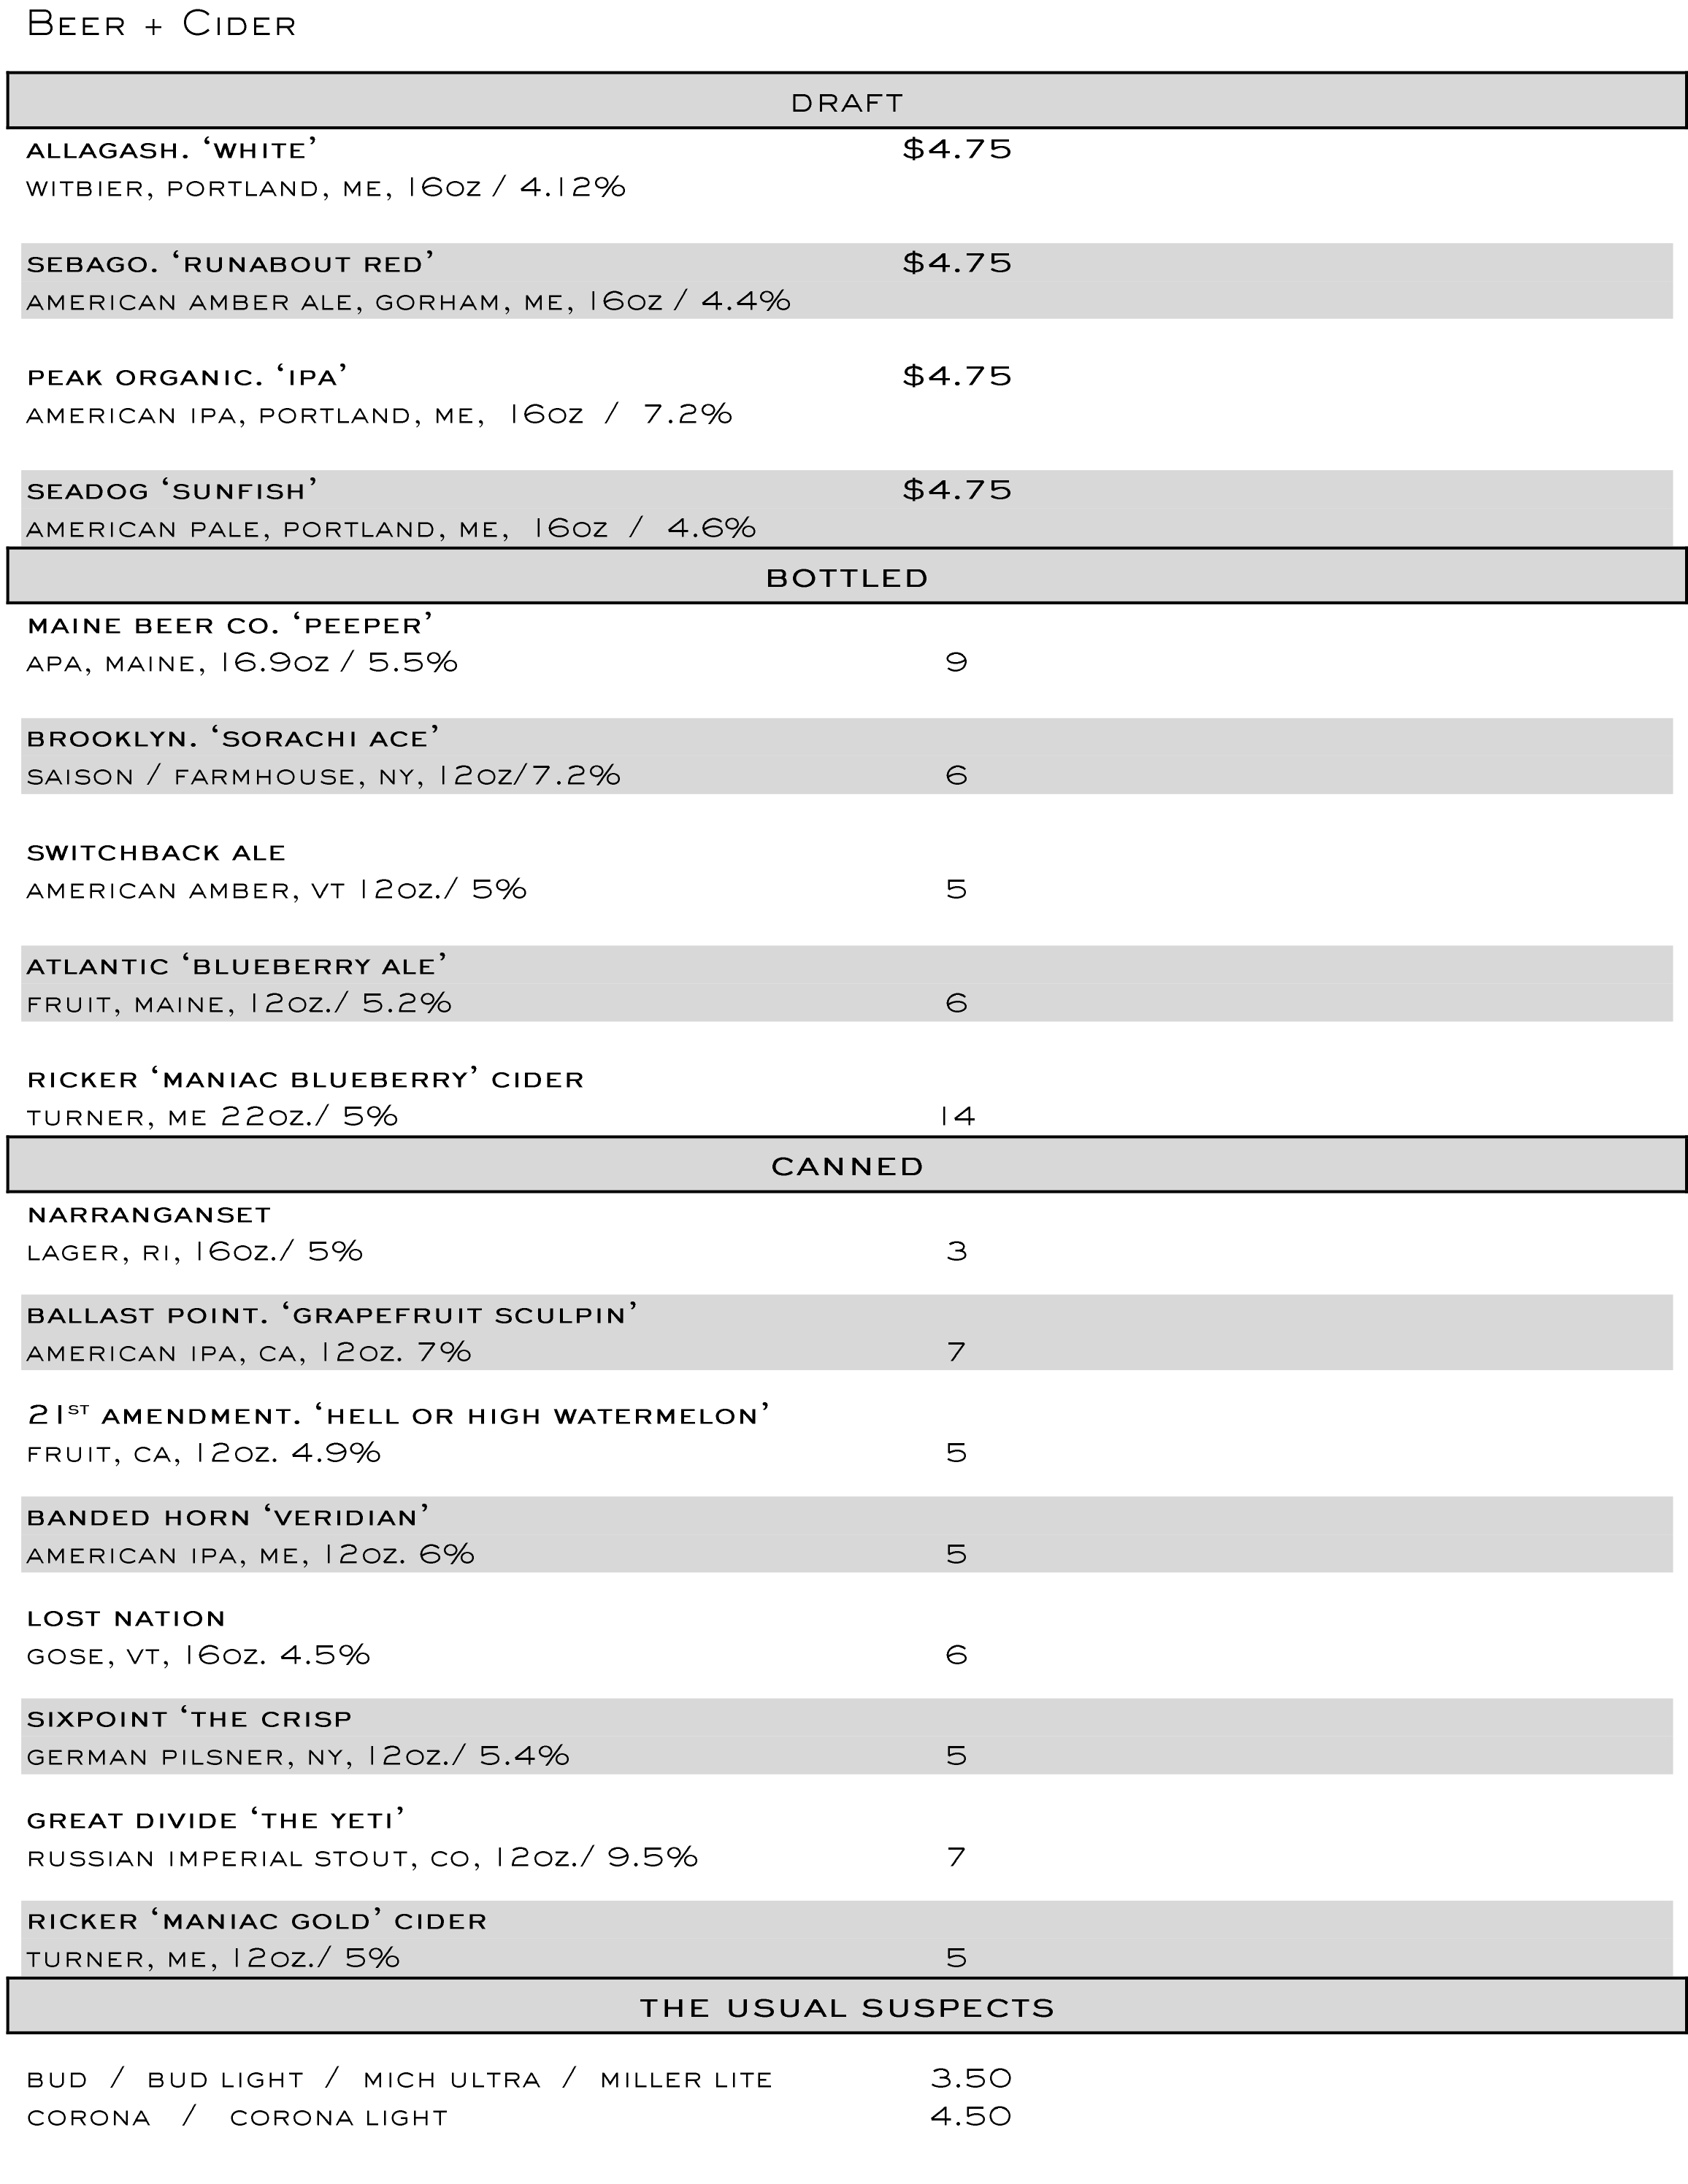 Beer + Cider
DRAFT
ALLAGASH. ‘WHITE’ $4.75
WITBIER, PORTLAND, ME, 16oz / 4.12%
SEBAGO. ‘RUNABOUT RED’ $4.75
AMERICAN AMBER ALE, GORHAM, ME, 16oz / 4.4%
PEAK ORGANIC. ‘IPA’ $4.75
AMERICAN IPA, PORTLAND, ME, 16oz / 7.2%
SEADOG ‘SUNFISH’ $4.75
AMERICAN PALE, PORTLAND, ME, 16oz / 4.6%
BOTTLED
MAINE BEER CO. ‘PEEPER’
APA, MAINE, 16.9oz / 5.5% 9
BROOKLYN. ‘SORACHI ACE’
SAISON / FARMHOUSE, NY, 12oz/7.2% 6
SWITCHBACK ALE
AMERICAN AMBER, VT 12oz./ 5% 5
ATLANTIC ‘BLUEBERRY ALE’
FRUIT, MAINE, 12oz./ 5.2% 6
RICKER ‘MANIAC BLUEBERRY’ CIDER
TURNER, ME 22oz./ 5% 14
CANNED
NARRANGANSET
LAGER, RI, 16oz./ 5% 3
BALLAST POINT. ‘GRAPEFRUIT SCULPIN’
AMERICAN IPA, CA, 12oz. 7% 7
21ST AMENDMENT. ‘HELL OR HIGH WATERMELON’
FRUIT, CA, 12oz. 4.9% 5
BANDED HORN ‘VERIDIAN’
AMERICAN IPA, ME, 12oz. 6% 5
LOST NATION
GOSE, VT, 16oz. 4.5% 6
SIXPOINT ‘THE CRISP
GERMAN PILSNER, NY, 12oz./ 5.4% 5
GREAT DIVIDE ‘THE YETI’
RUSSIAN IMPERIAL STOUT, CO, 12oz./ 9.5% 7
RICKER ‘MANIAC GOLD’ CIDER
TURNER, ME, 12oz./ 5% 5
THE USUAL SUSPECTS
BUD / BUD LIGHT / MICH ULTRA / MILLER LITE 3.50
CORONA / CORONA LIGHT 4.50